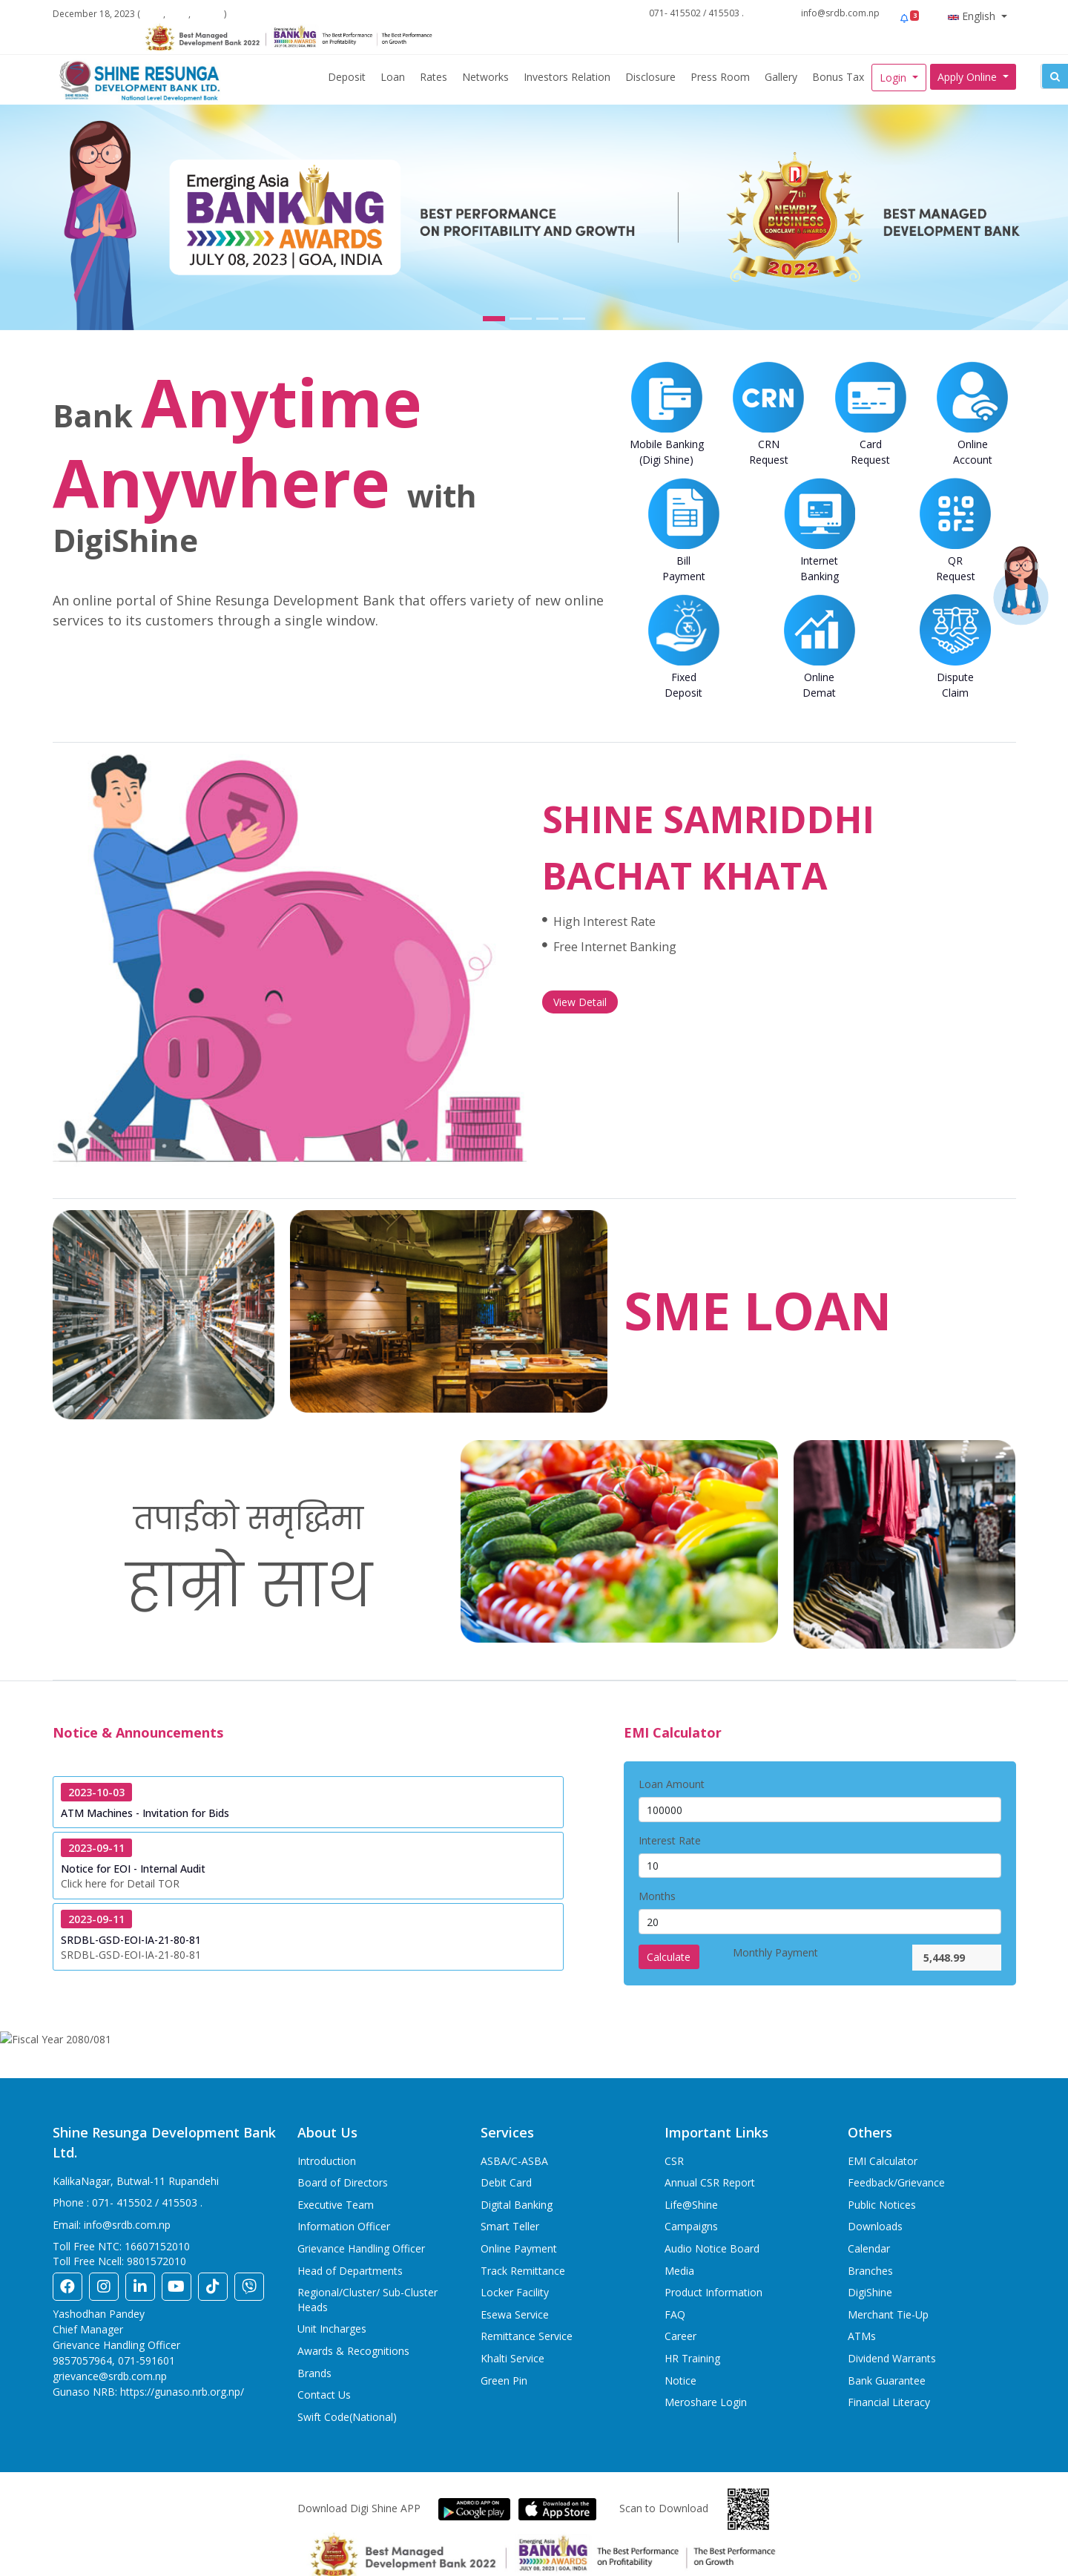 December 18, 2023 ( , , )
071- 415502 / 415503 .
info@srdb.com.np
3
English
Best Managed
Development Bank 2022
Emerging Asia
BANKING
AWARDS
JULY 08, 2023 | GOA, INDIA
The Best Performance
on Profitability
The Best Performance
on Growth
SHINE RESUNGA
DEVELOPMENT BANK LTD.
National Level Development Bank
Deposit
Loan
Rates
Networks
Investors Relation
Disclosure
Press Room
Gallery
Bonus Tax
Login
Apply Online
Emerging Asia
BANKING
AWARDS
JULY 08, 2023 | GOA, INDIA
BEST PERFORMANCE
ON PROFITABILITY AND GROWTH
7th
NEWBIZ
BUSINESS
CONCLAVE & AWARDS
2022
BEST MANAGED
DEVELOPMENT BANK
Bank Anytime
Anywhere with
DigiShine
An online portal of Shine Resunga Development Bank that offers variety of new online
services to its customers through a single window.
Mobile Banking
(Digi Shine)
CRN
CRN
Request
Card
Request
Online
Account
Bill
Payment
Internet
Banking
QR
Request
Fixed
Deposit
Online
Demat
Dispute
Claim
SHINE SAMRIDDHI
BACHAT KHATA
High Interest Rate
Free Internet Banking
View Detail
SME LOAN
तपाईको समृद्धिमा
हाम्रो साथ
Notice & Announcements
2023-10-03
ATM Machines - Invitation for Bids
2023-09-11
Notice for EOI - Internal Audit
Click here for Detail TOR
2023-09-11
SRDBL-GSD-EOI-IA-21-80-81
SRDBL-GSD-EOI-IA-21-80-81
EMI Calculator
Loan Amount
100000
Interest Rate
10
Months
20
Calculate
Monthly Payment
5,448.99
Fiscal Year 2080/081
Shine Resunga Development Bank
Ltd.
KalikaNagar, Butwal-11 Rupandehi
Phone : 071- 415502 / 415503 .
Email: info@srdb.com.np
Toll Free NTC: 16607152010
Toll Free Ncell: 9801572010
Yashodhan Pandey
Chief Manager
Grievance Handling Officer
9857057964, 071-591601
grievance@srdb.com.np
Gunaso NRB: https://gunaso.nrb.org.np/
About Us
Introduction
Board of Directors
Executive Team
Information Officer
Grievance Handling Officer
Head of Departments
Regional/Cluster/ Sub-Cluster
Heads
Unit Incharges
Awards & Recognitions
Brands
Contact Us
Swift Code(National)
Services
ASBA/C-ASBA
Debit Card
Digital Banking
Smart Teller
Online Payment
Track Remittance
Locker Facility
Esewa Service
Remittance Service
Khalti Service
Green Pin
Important Links
CSR
Annual CSR Report
Life@Shine
Campaigns
Audio Notice Board
Media
Product Information
FAQ
Career
HR Training
Notice
Meroshare Login
Others
EMI Calculator
Feedback/Grievance
Public Notices
Downloads
Calendar
Branches
DigiShine
Merchant Tie-Up
ATMs
Dividend Warrants
Bank Guarantee
Financial Literacy
Download Digi Shine APP
ANDROID APP ON
Google play
Download on the
App Store
Scan to Download
Best Managed
Development Bank 2022
Emerging Asia
BANKING
AWARDS
JULY 08, 2023 | GOA, INDIA
The Best Performance
on Profitability
The Best Performance
on Growth